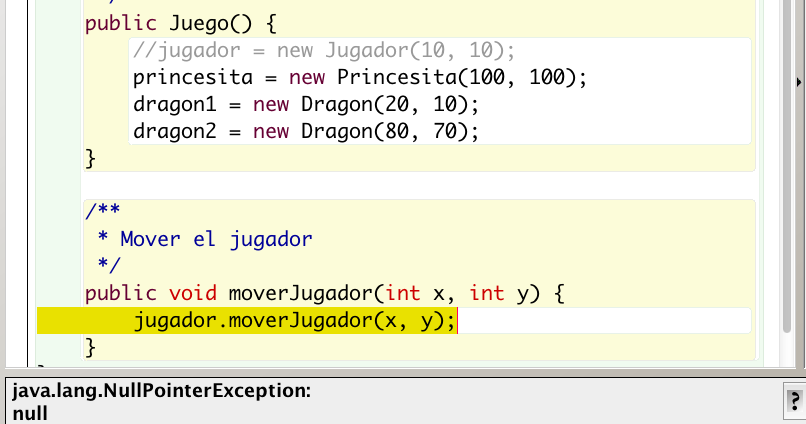 public Juego() {
//jugador = new Jugador(10, 10);
princesita = new Princesita(100, 100);
dragon1 = new Dragon(20, 10);
dragon2 = new Dragon(80, 70);
}
/**
* Mover el jugador
*/
public void moverJugador(int x, int y) {
jugador.moverJugador(x, y);
}
java.lang.NullPointerException:
null
?